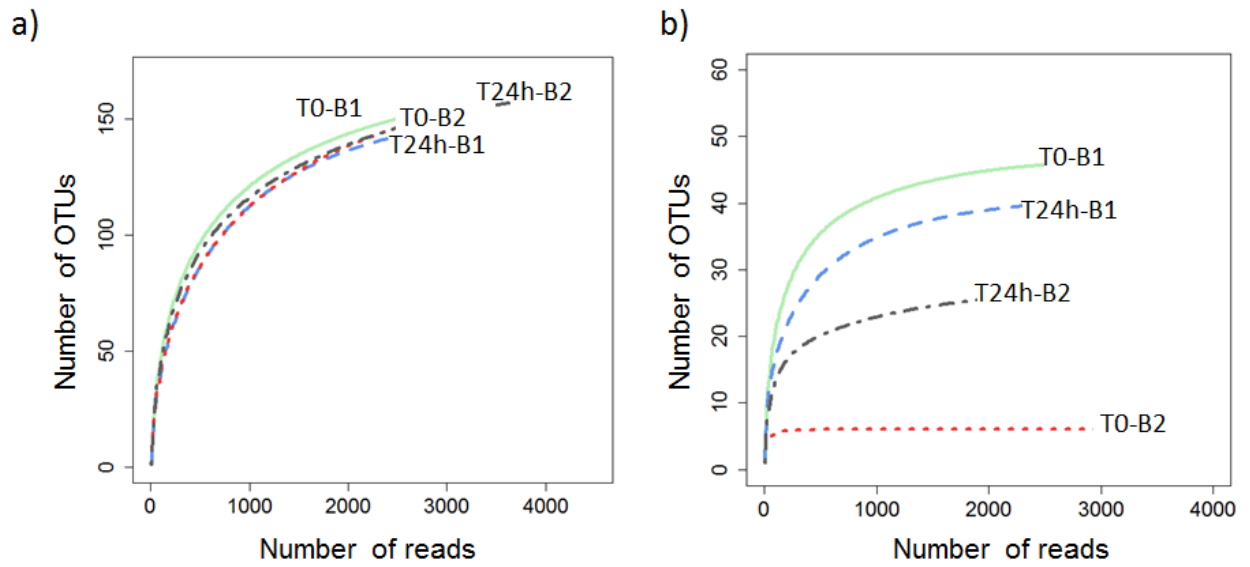 a)
Number of OTUs
150
100
50
0
T0-B1
T0-B2
T24h-B1
T24h-B2
0 1000 2000 3000 4000
Number of reads
b)
Number of OTUs
60
50
40
30
20
10
0
T0-B1
T24h-B1
T24h-B2
T0-B2
0 1000 2000 3000 4000
Number of reads